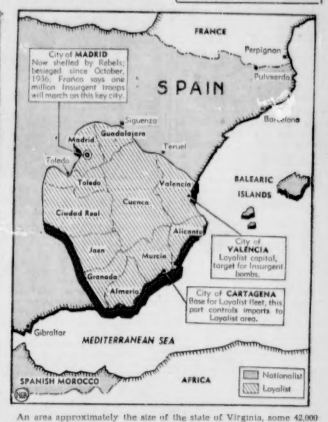 FRANCE
Perpignan
Puivcerda
SPAIN
Barcelona
City of MADRID
Now shelled by Rebels;
besieged since October,
1936; Franco says one
million Insurgent troops
will march on this key city.
Siguenza
Guadalajara
Madrid
Teruel
Toledo
Toledo
Valencia
BALEARIC
ISLANDS
Cuenca
Ciudad Real
City of
VALENCIA
Loyalist capital,
target for Insurgent
bombs.
Alicante
Jaen
Murcia
Granada
Almeria
City of CARTAGENA
Base for Loyalist fleet, this
port controls imports to
Loyalist area.
Gibraltar
MEDITERRANEAN SEA
Nationalist
Loyalist
SPANISH MOROCCO
AFRICA
An area approximately the size of the state of Virginia, some 42,000